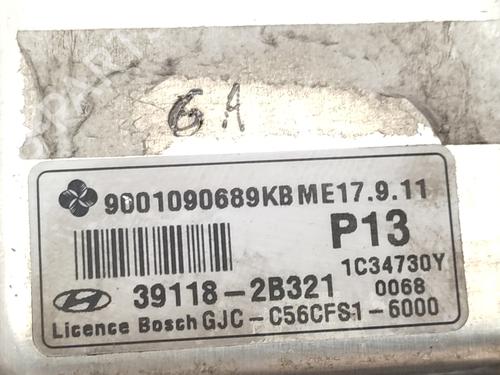 6A
9001090689KB ME17.9.11
P13
1C34730Y
39118-2B321 0068
Licence Bosch GJC-C56CFS1-6000